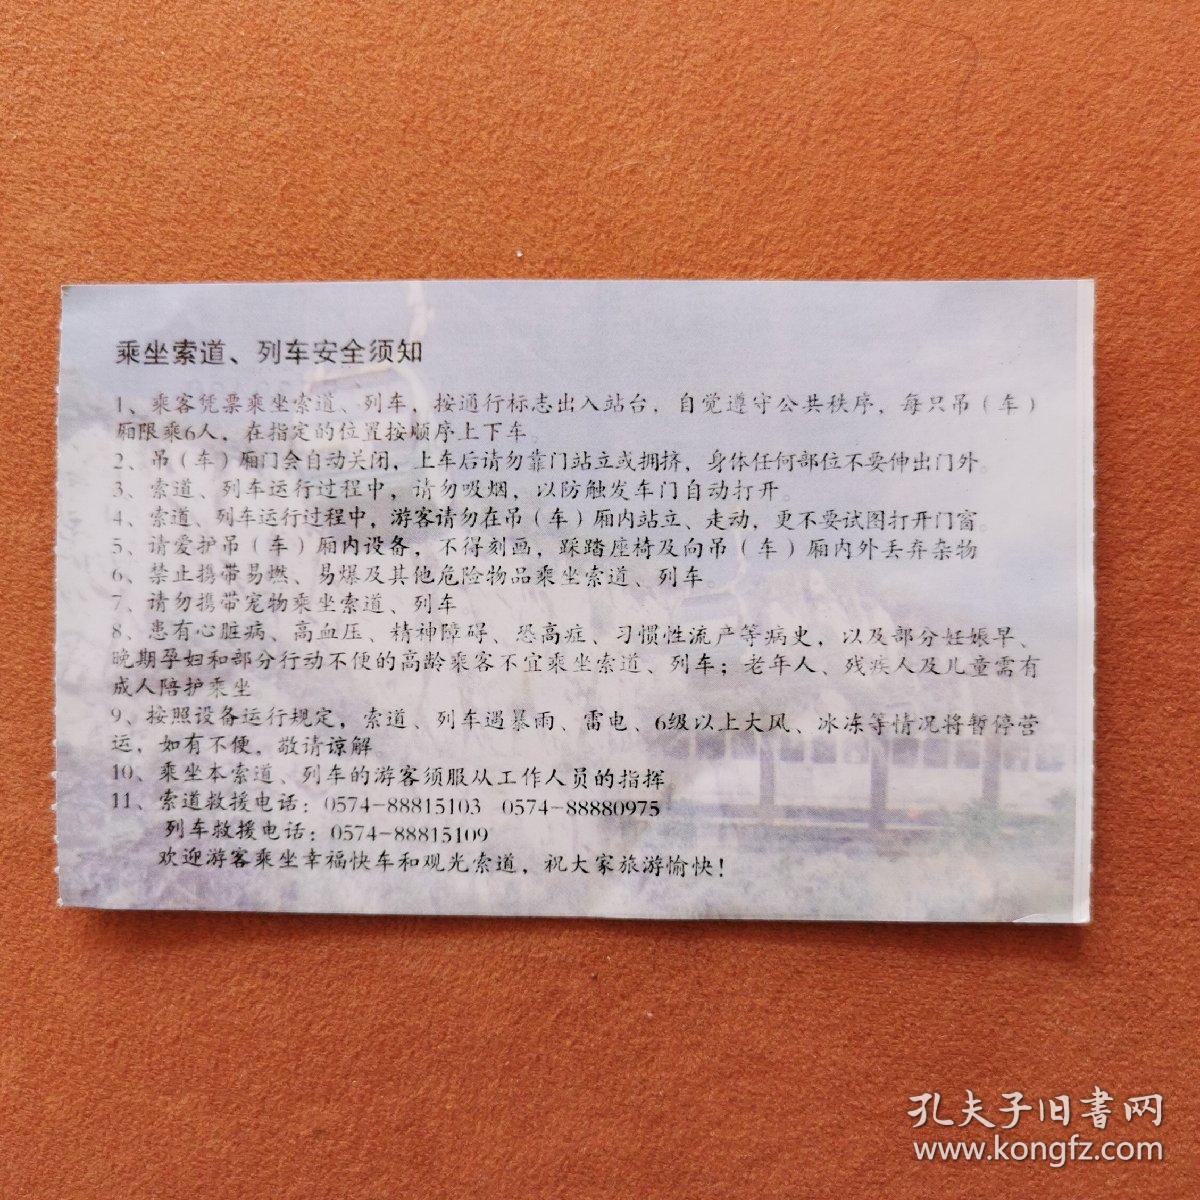 乘坐索道、列车安全须知
1、乘客凭票乘坐索道、列车，按通行标志出入站台，自觉遵守公共秩序，每只吊（车）
厢限乘6人，在指定的位置按顺序上下车。
2、吊（车）厢门会自动关闭，上车后请勿靠门站立或拥挤，身体任何部位不要伸出门外。
3、索道、列车运行过程中，请勿吸烟，以防触发车门自动打开。
4、索道、列车运行过程中，游客请勿在吊（车）厢内站立、走动，更不要试图打开门窗。
5、请爱护吊（车）厢内设备，不得刻画，踩踏座椅及向吊（车）厢内外丢弃杂物
6、禁止携带易燃、易爆及其他危险物品乘坐索道、列车。
7、请勿携带宠物乘坐索道、列车
8、患有心脏病、高血压、精神障碍、恐高症、习惯性流产等病史，以及部分妊娠早、
晚期孕妇和部分行动不便的高龄乘客不宜乘坐索道、列车；老年人、残疾人及儿童需有
成人陪护乘坐
9、按照设备运行规定，索道、列车遇暴雨、雷电、6级以上大风、冰冻等情况将暂停营
运，如有不便，敬请谅解
10、乘坐本索道、列车的游客须服从工作人员的指挥
11、索道救援电话：0574-88815103 0574-88880975
列车救援电话：0574-88815109
欢迎游客乘坐幸福快车和观光索道，祝大家旅游愉快！
孔夫子旧书网
www.kongfz.com